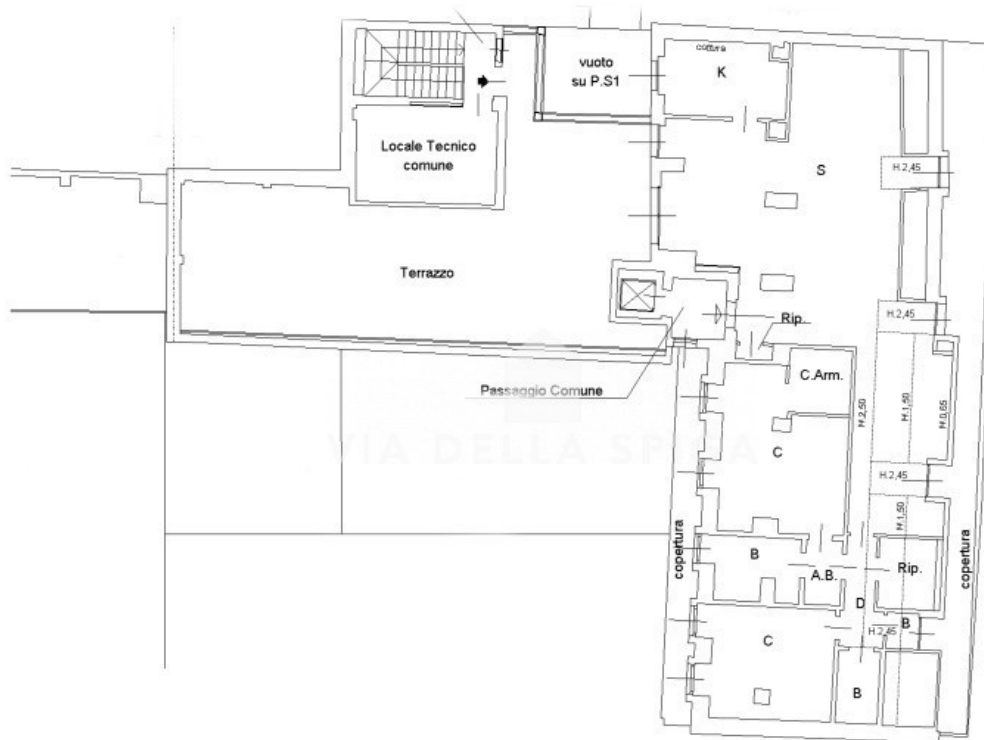 cottura
K
vuoto
su P.S1
Locale Tecnico
comune
S
H.2,45
Terrazzo
Rip.
H.2,45
C.Arm.
Passaggio Comune
H.2,50
H.1,50
H.0,65
VIA DELLA SPIGA
C
H.2,45
H.1,50
copertura
B
A.B.
Rip.
copertura
D
B
H.2,45
C
B